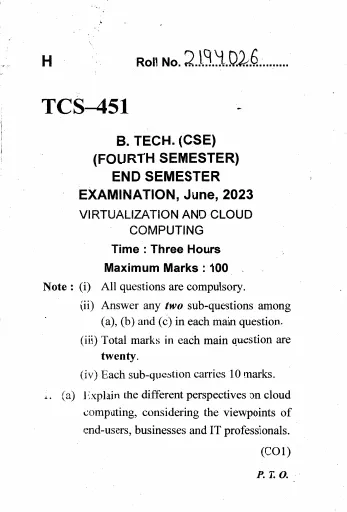 H Roll No. 2194026
TCS–451
B. TECH. (CSE)
(FOURTH SEMESTER)
END SEMESTER
EXAMINATION, June, 2023
VIRTUALIZATION AND CLOUD
COMPUTING
Time : Three Hours
Maximum Marks : 100
Note : (i) All questions are compulsory.
(ii) Answer any two sub-questions among
(a), (b) and (c) in each main question.
(iii) Total marks in each main question are
twenty.
(iv) Each sub-question carries 10 marks.
1. (a) Explain the different perspectives on cloud
computing, considering the viewpoints of
end-users, businesses and IT professionals.
(CO1)
P. T. O.